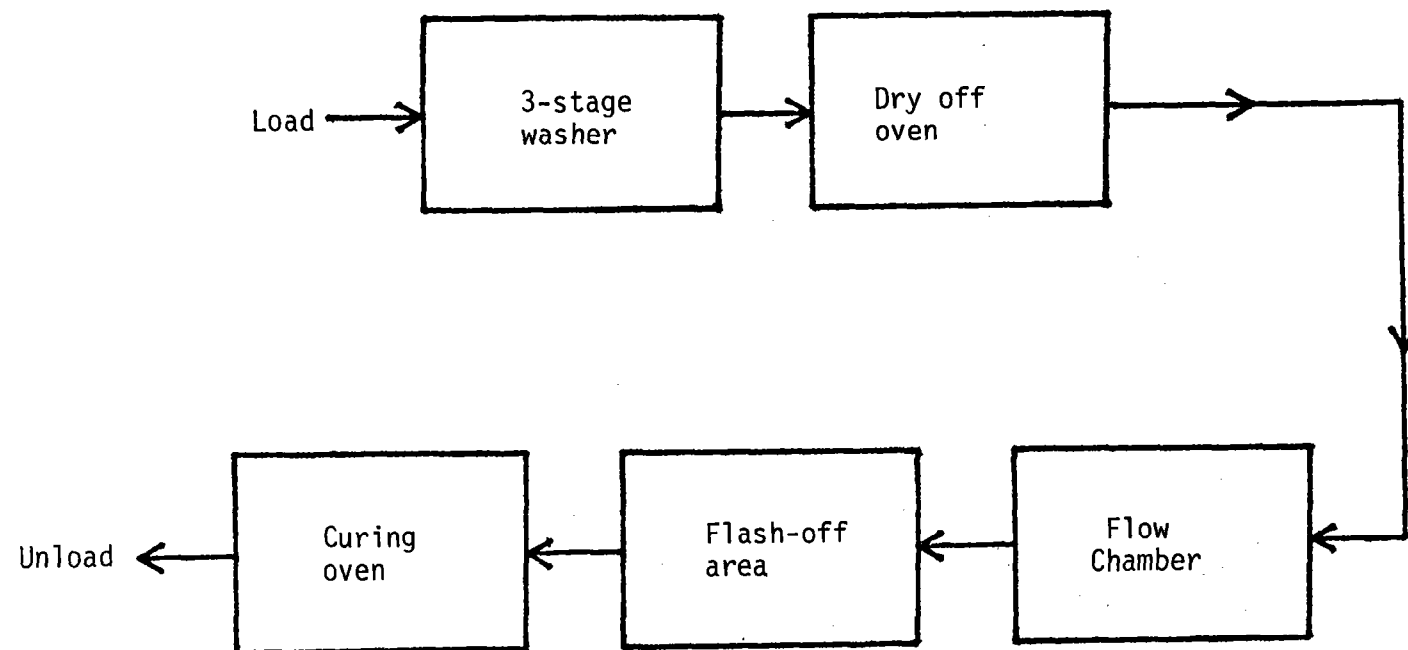 Load
3-stage
washer
Dry off
oven
Flow
Chamber
Flash-off
area
Curing
oven
Unload